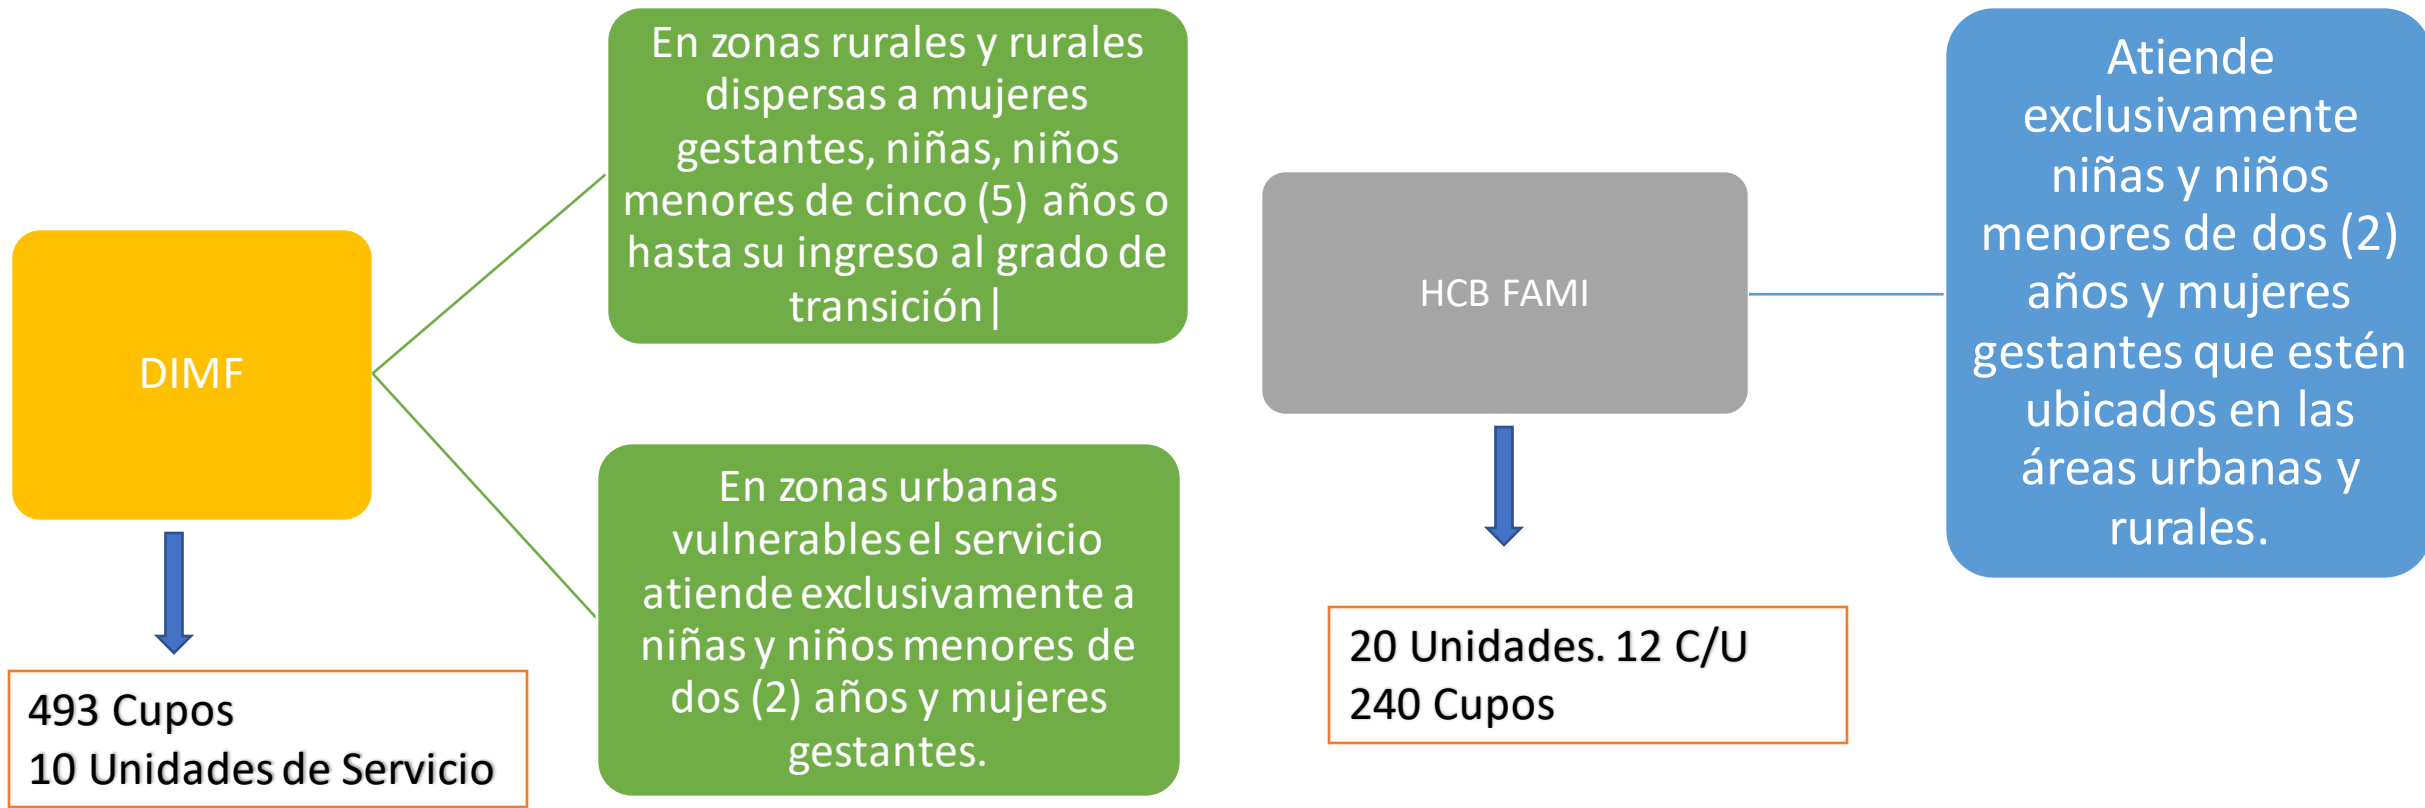 DIMF
493 Cupos
10 Unidades de Servicio
En zonas rurales y rurales
dispersas a mujeres
gestantes, niñas, niños
menores de cinco (5) años o
hasta su ingreso al grado de
transición|
En zonas urbanas
vulnerables el servicio
atiende exclusivamente a
niñas y niños menores de
dos (2) años y mujeres
gestantes.
HCB FAMI
20 Unidades. 12 C/U
240 Cupos
Atiende
exclusivamente
niñas y niños
menores de dos (2)
años y mujeres
gestantes que estén
ubicados en las
áreas urbanas y
rurales.